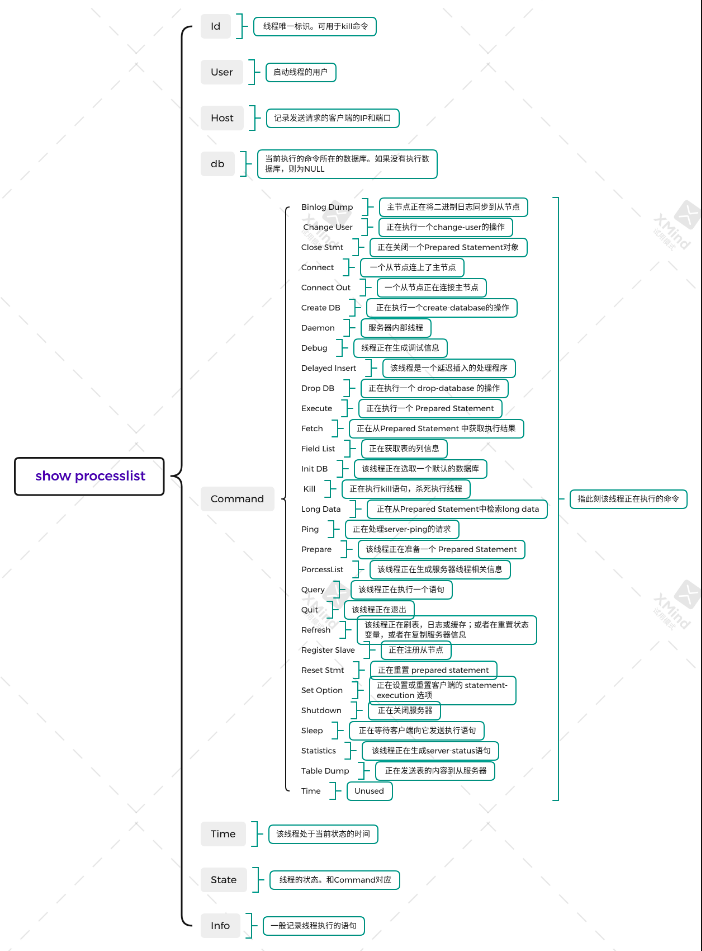 show processlist
Id
线程唯一标识。可用于kill命令
User
启动线程的用户
Host
记录发送请求的客户端的IP和端口
db
当前执行的命令所在的数据库。如果没有执行数
据库，则为NULL
Command
Binlog Dump
主节点正在将二进制日志同步到从节点
Change User
正在执行一个change-user的操作
Close Stmt
正在关闭一个Prepared Statement对象
Connect
一个从节点连上了主节点
Connect Out
一个从节点正在连接主节点
Create DB
正在执行一个create-database的操作
Daemon
服务器内部线程
Debug
线程正在生成调试信息
Delayed Insert
该线程是一个延迟插入的处理程序
Drop DB
正在执行一个 drop-database 的操作
Execute
正在执行一个 Prepared Statement
Fetch
正在从Prepared Statement 中获取执行结果
Field List
正在获取表的列信息
Init DB
该线程正在选取一个默认的数据库
Kill
正在执行kill语句，杀死执行线程
Long Data
正在从Prepared Statement中检索long data
Ping
正在处理server-ping的请求
Prepare
该线程正在准备一个 Prepared Statement
PorcessList
该线程正在生成服务器线程相关信息
Query
该线程正在执行一个语句
Quit
该线程正在退出
Refresh
该线程正在刷表，日志或缓存；或者在重置状态
变量，或者在复制服务器信息
Register Slave
正在注册从节点
Reset Stmt
正在重置 prepared statement
Set Option
正在设置或重置客户端的 statement-
execution 选项
Shutdown
正在关闭服务器
Sleep
正在等待客户端向它发送执行语句
Statistics
该线程正在生成server-status语句
Table Dump
正在发送表的内容到从服务器
Time
Unused
指此刻该线程正在执行的命令
Time
该线程处于当前状态的时间
State
线程的状态。和Command对应
Info
一般记录线程执行的语句
XMind
试用模式
XMind
试用模式
XMind
试用模式
XMind
试用模式